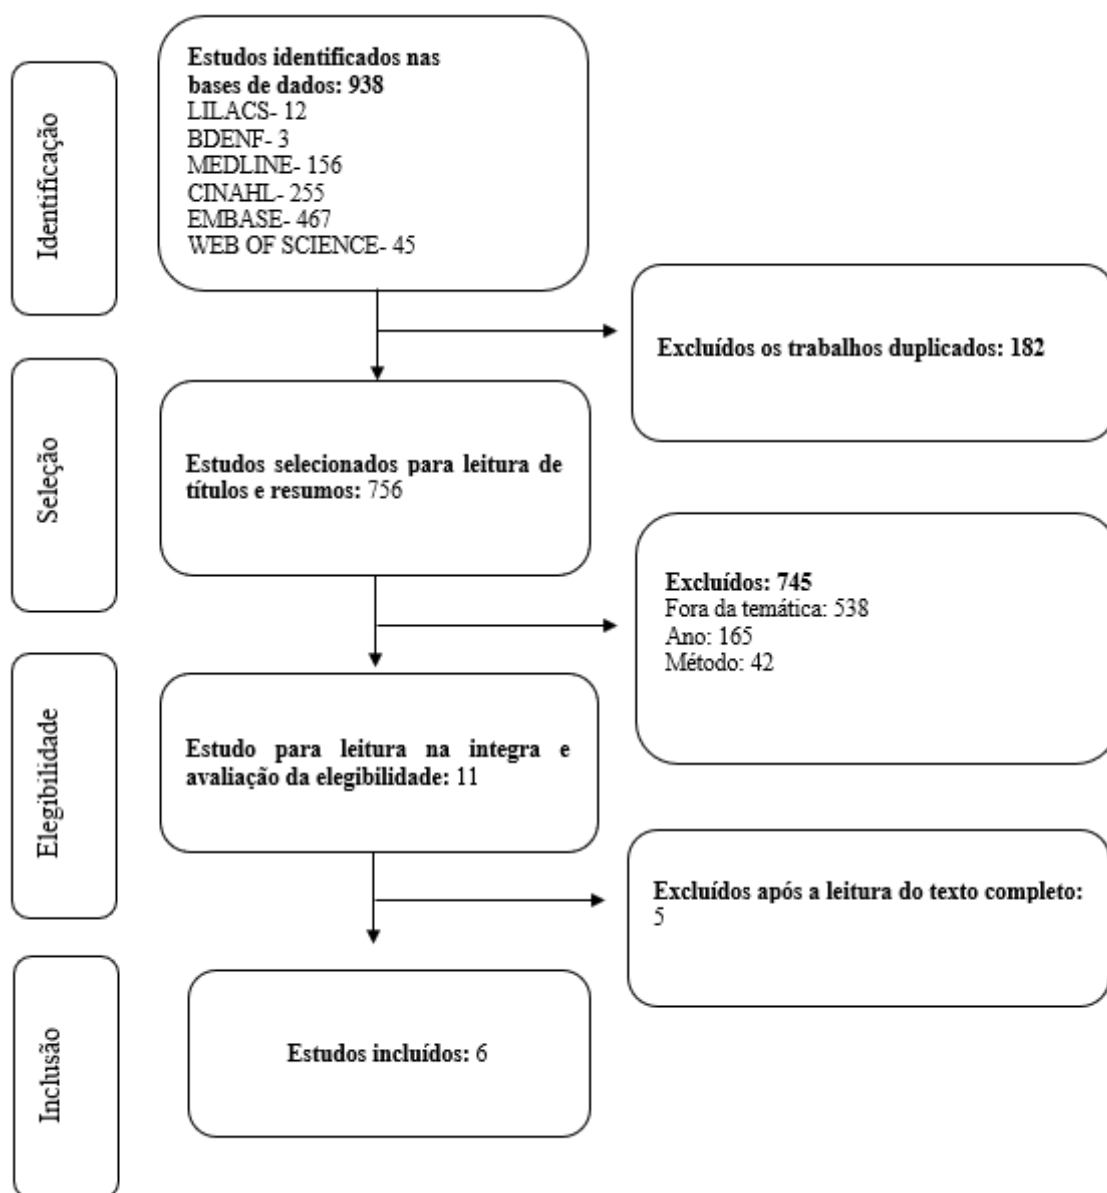 Identificação
Estudos identificados nas
bases de dados: 938
LILACS- 12
BDENF- 3
MEDLINE- 156
CINAHL- 255
EMBASE- 467
WEB OF SCIENCE- 45
Excluídos os trabalhos duplicados: 182
Seleção
Estudos selecionados para leitura de
títulos e resumos: 756
Excluídos: 745
Fora da temática: 538
Ano: 165
Método: 42
Elegibilidade
Estudo para leitura na integra e
avaliação da elegibilidade: 11
Excluídos após a leitura do texto completo:
5
Inclusão
Estudos incluídos: 6